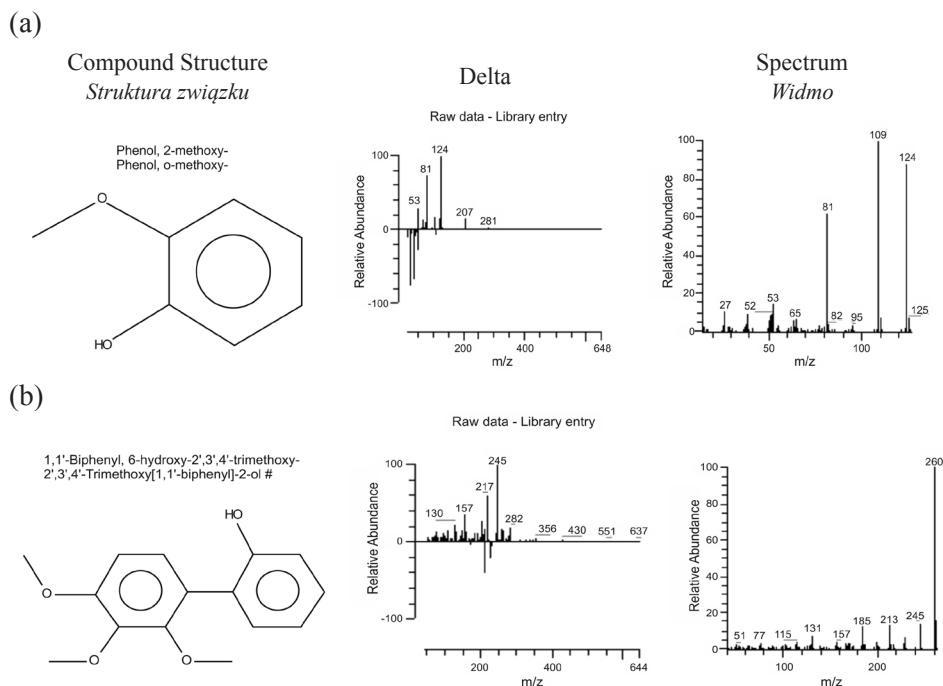 (a)
Compound Structure
Struktura związku
Delta
Spectrum
Widmo
Phenol, 2-methoxy-
Phenol, o-methoxy-
O
HO
Raw data - Library entry
Relative Abundance
100
0
-100
53
81
124
207
281
200
400
648
m/z
Relative Abundance
100
80
60
40
20
0
27
52
53
65
81
82
95
109
124
125
50
100
m/z
(b)
1,1'-Biphenyl, 6-hydroxy-2',3',4'-trimethoxy-
2',3',4'-Trimethoxy[1,1'-biphenyl]-2-ol #
HO
O
O
O
Raw data - Library entry
Relative Abundance
100
0
-100
130
157
217
245
282
356
430
551
637
200
400
644
m/z
Relative Abundance
100
80
60
40
20
0
51
77
115
131
157
185
213
245
260
100
200
m/z